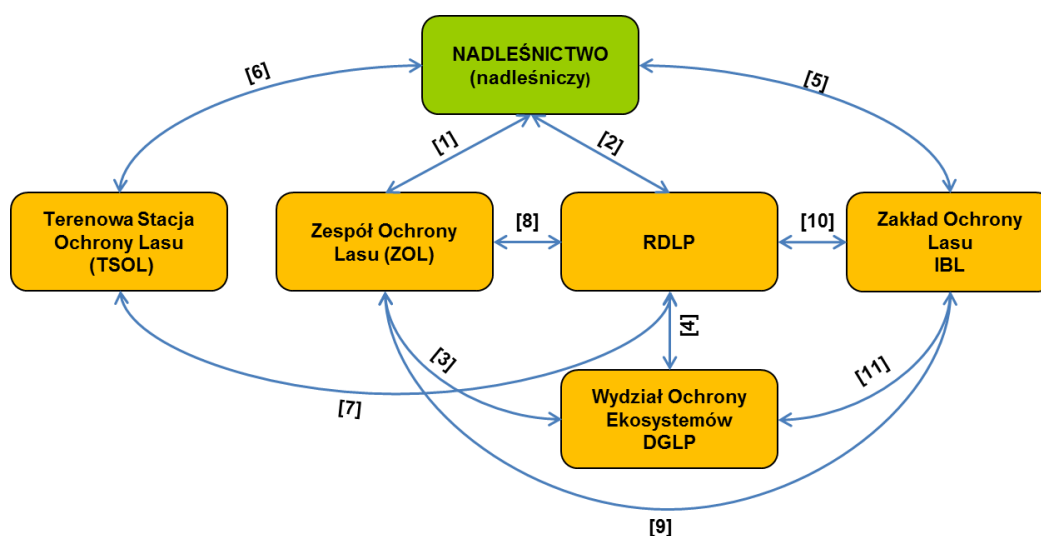 NADLEŚNICTWO
(nadleśniczy)
[6]
[5]
[1]
[2]
Terenowa Stacja
Ochrony Lasu
(TSOL)
Zespół Ochrony
Lasu (ZOL)
[8]
RDLP
[10]
Zakład Ochrony
Lasu
IBL
[4]
[3]
[11]
[7]
Wydział Ochrony
Ekosystemów
DGLP
[9]